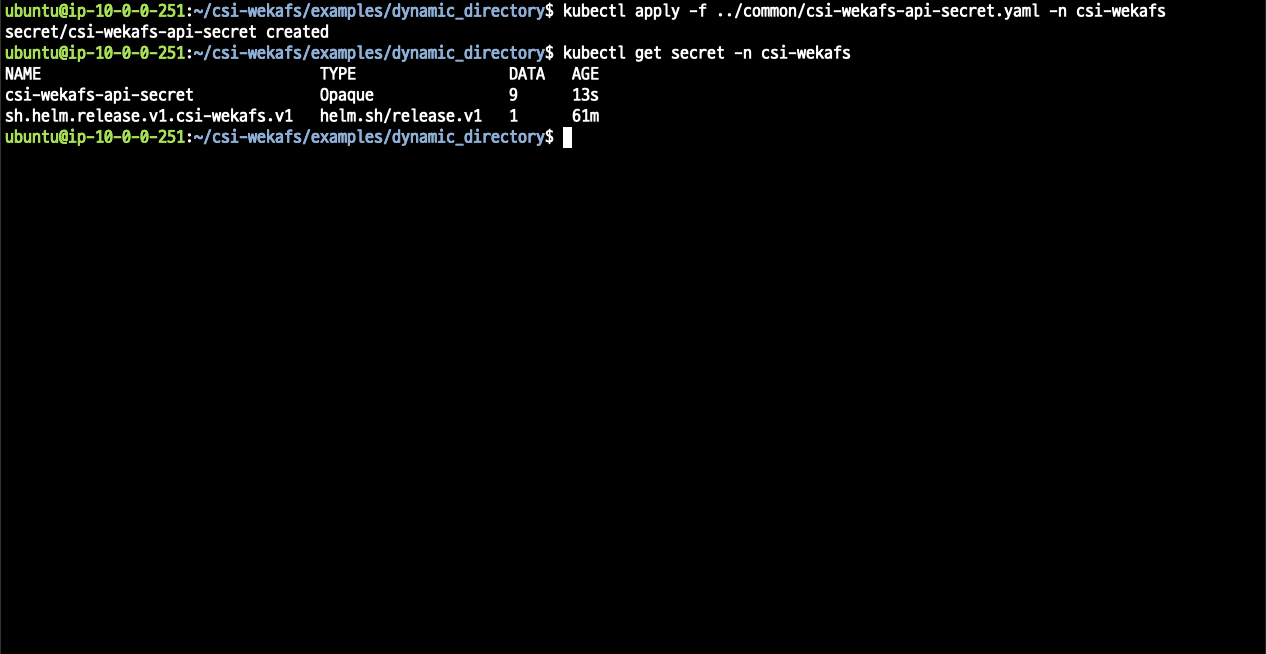 ubuntu@ip-10-0-0-251:~/csi-wekafs/examples/dynamic_directory$ kubectl apply -f ../common/csi-wekafs-api-secret.yaml -n csi-wekafs
secret/csi-wekafs-api-secret created
ubuntu@ip-10-0-0-251:~/csi-wekafs/examples/dynamic_directory$ kubectl get secret -n csi-wekafs
NAME                               TYPE                 DATA   AGE
csi-wekafs-api-secret              Opaque               9      13s
sh.helm.release.v1.csi-wekafs.v1   helm.sh/release.v1   1      61m
ubuntu@ip-10-0-0-251:~/csi-wekafs/examples/dynamic_directory$